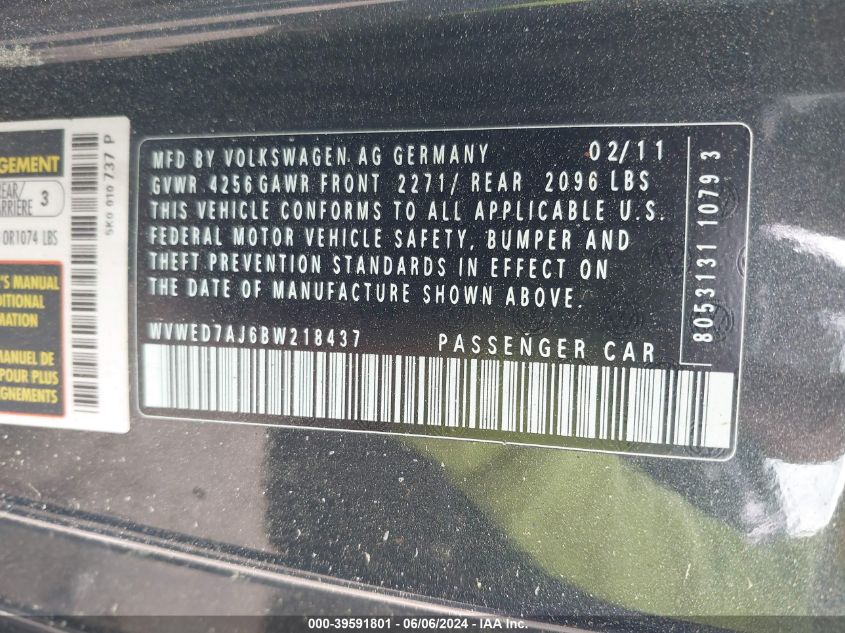 GEMENT
REAR/
ARRIÈRE 3
OR1074 LBS
'S MANUAL
DITIONAL
MATION
MANUEL DE
POUR PLUS
IGNEMENTS
5K0 010 737 P
MFD BY VOLKSWAGEN AG GERMANY 02/11
GVWR 4256 GAWR FRONT 2271/ REAR 2096 LBS
THIS VEHICLE CONFORMS TO ALL APPLICABLE U.S.
FEDERAL MOTOR VEHICLE SAFETY, BUMPER AND
THEFT PREVENTION STANDARDS IN EFFECT ON
THE DATE OF MANUFACTURE SHOWN ABOVE.
WVWED7AJ6BW218437 PASSENGER CAR
8053131 1079 3
000-39591801 - 06/06/2024 - IAA Inc.